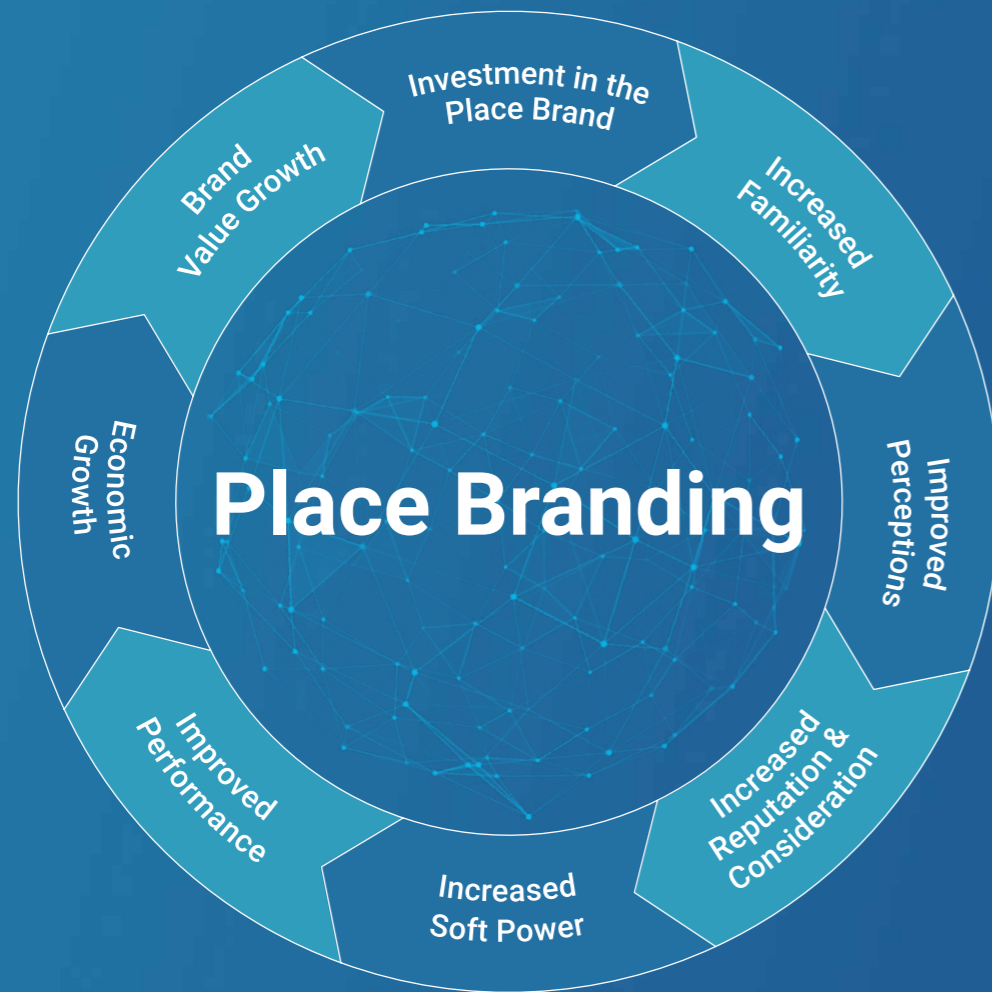 Investment in the
Place Brand
Increased
Familiarity
Improved
Perceptions
Increased
Reputation &
Consideration
Increased
Soft Power
Improved
Performance
Economic
Growth
Brand
Value Growth
Place Branding